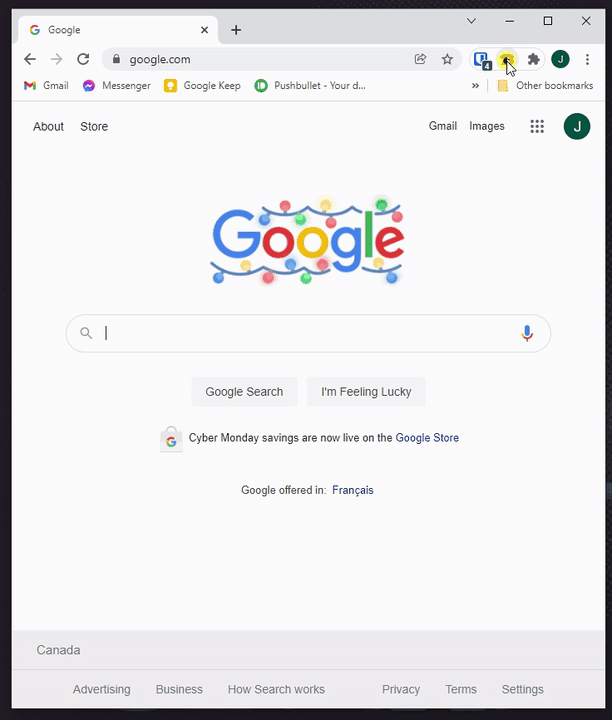 Google
google.com
4
J
Gmail
Messenger
Google Keep
Pushbullet - Your d...
»
Other bookmarks
About
Store
Gmail
Images
J
Google
Google Search
I'm Feeling Lucky
Cyber Monday savings are now live on the Google Store
Google offered in: Français
Canada
Advertising
Business
How Search works
Privacy
Terms
Settings